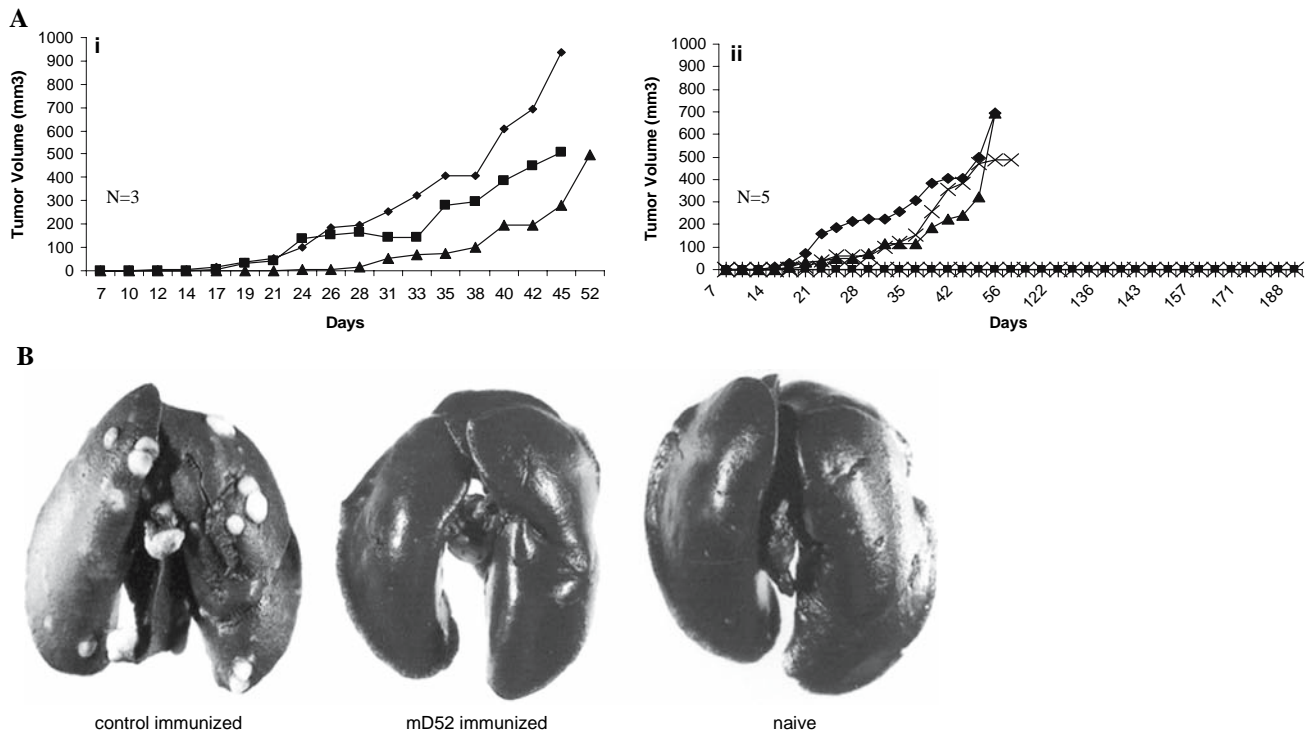 A
i
Tumor Volume (mm3)
1000
900
800
700
600
500
400
300
200
100
0
N=3
7 10 12 14 17 19 21 24 26 28 31 33 35 38 40 42 45 52
Days
ii
Tumor Volume (mm3)
1000
900
800
700
600
500
400
300
200
100
0
N=5
7 14 21 28 35 42 56 122 136 143 157 171 188
Days
B
control immunized
mD52 immunized
naive